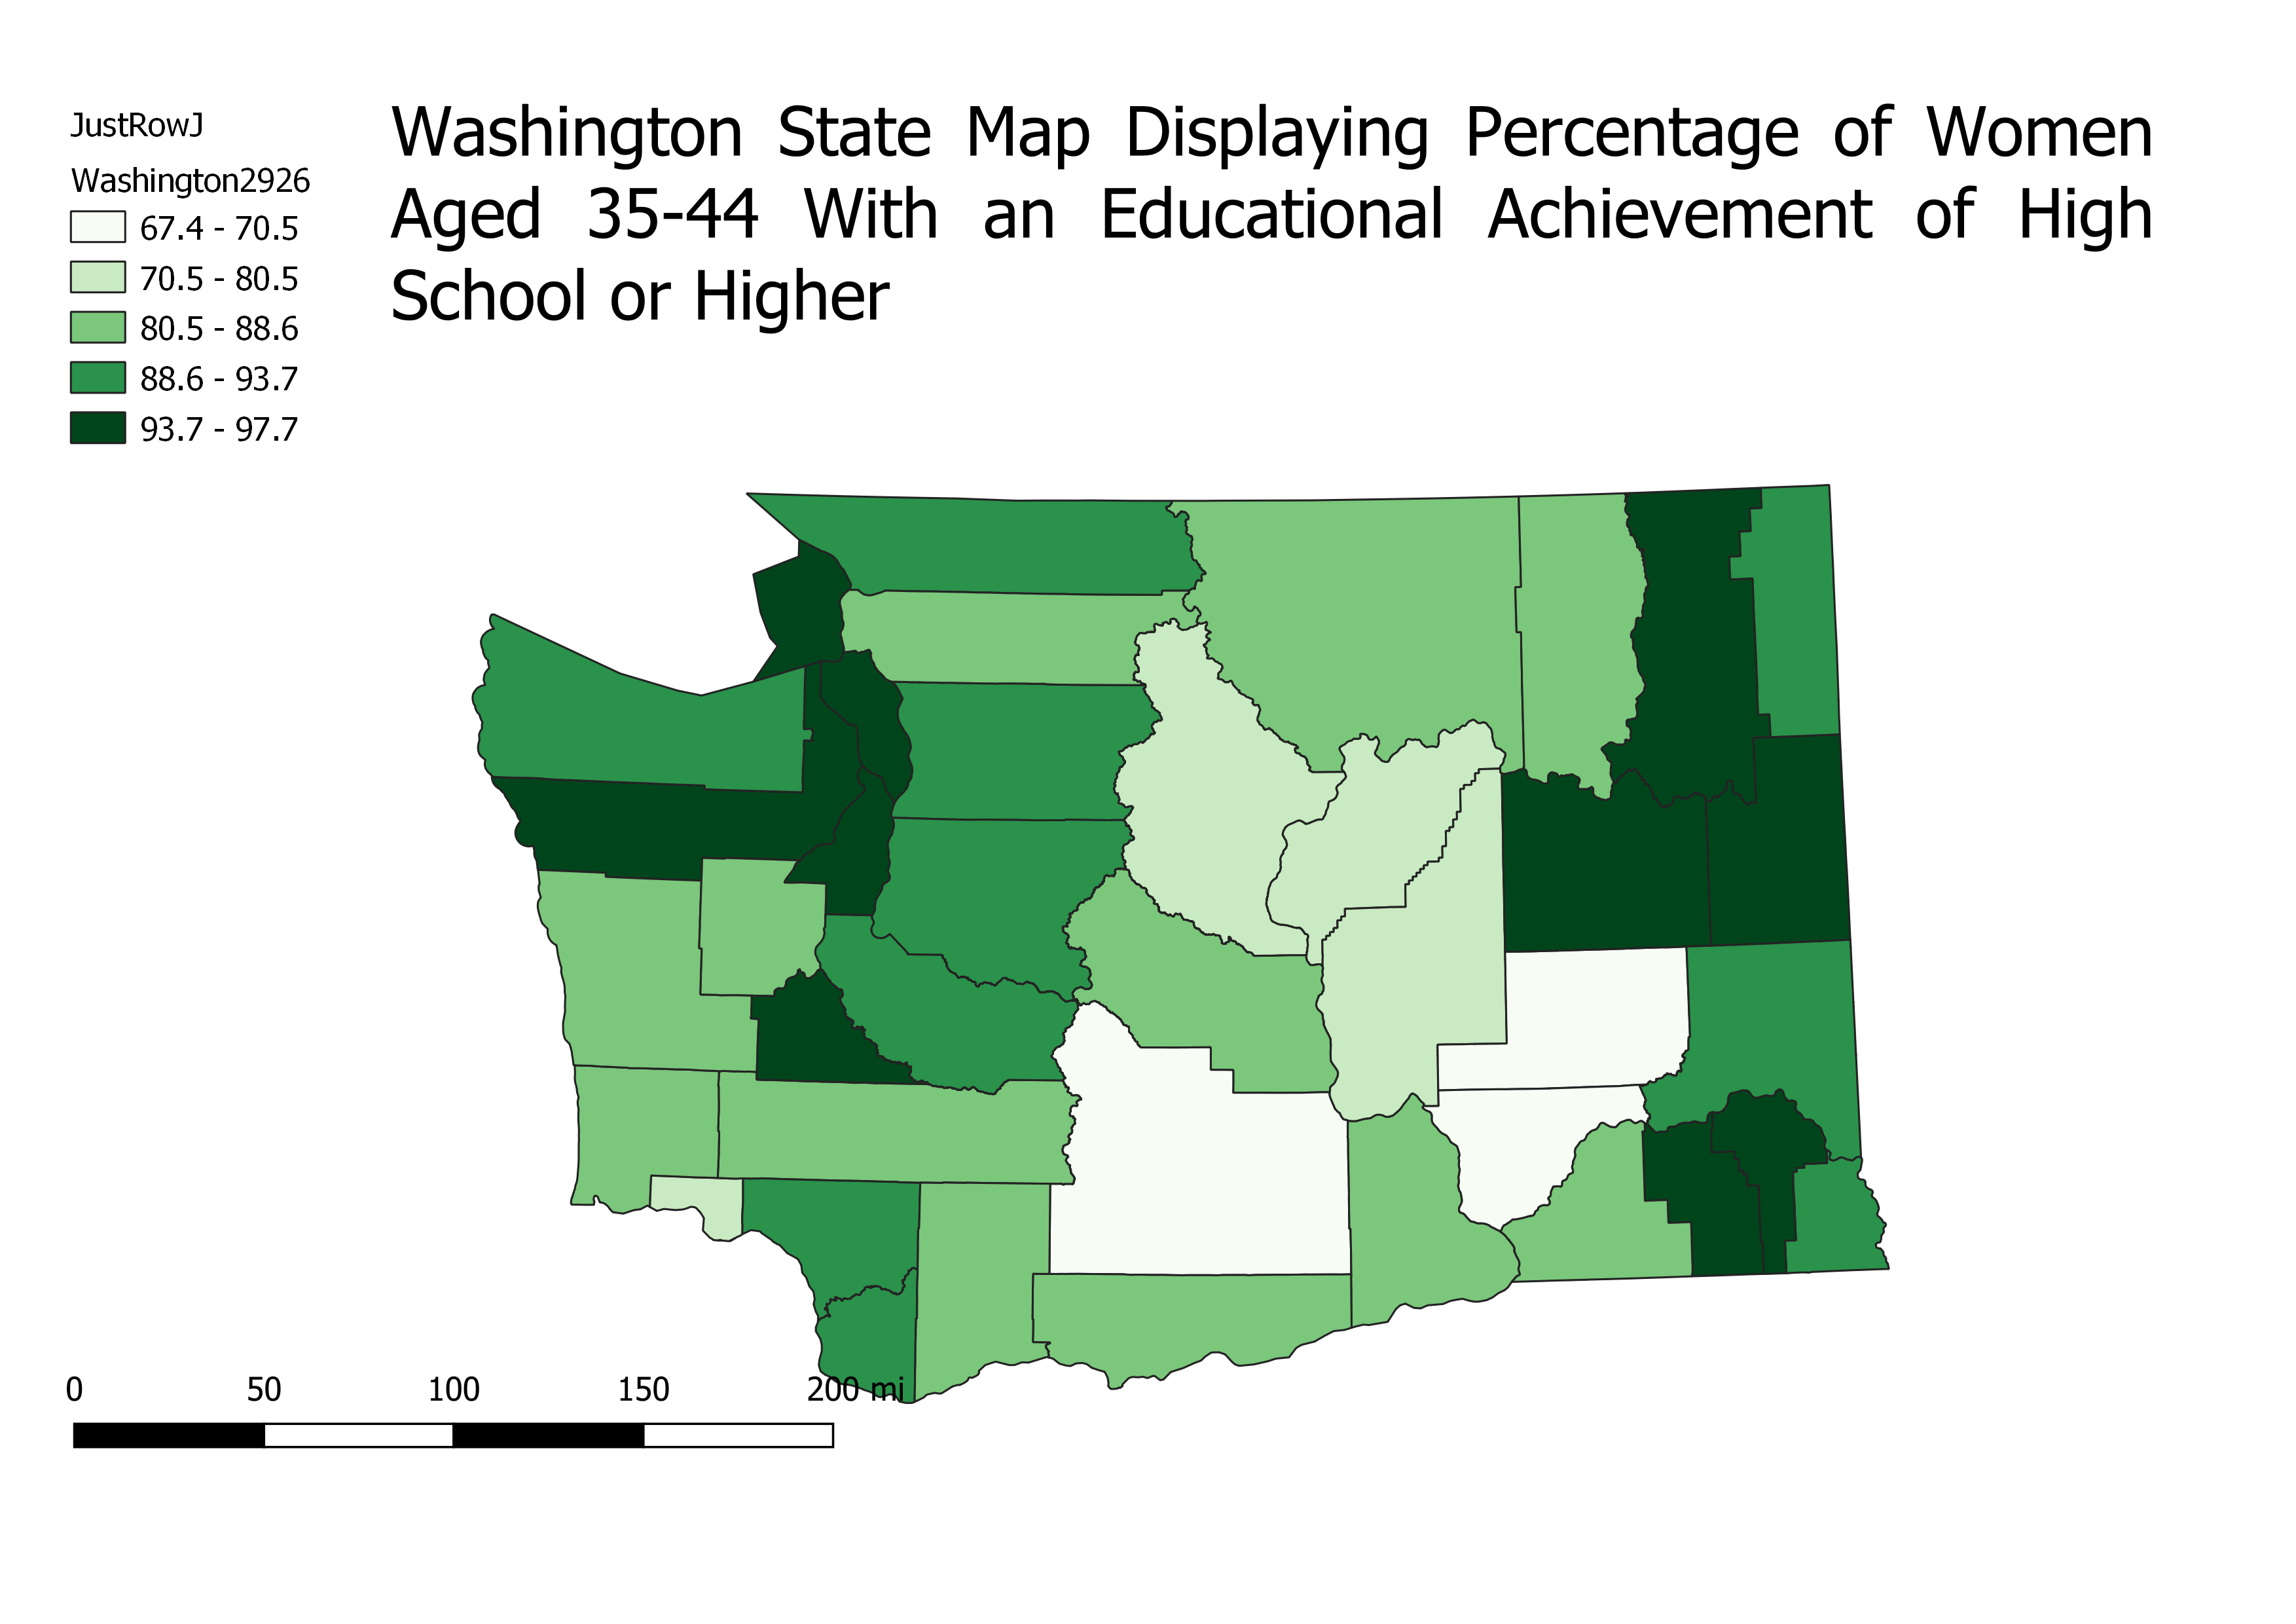 Washington State Map Displaying Percentage of Women
Aged 35-44 With an Educational Achievement of High
School or Higher
JustRowJ
Washington2926
67.4 - 70.5
70.5 - 80.5
80.5 - 88.6
88.6 - 93.7
93.7 - 97.7
0 50 100 150 200 mi